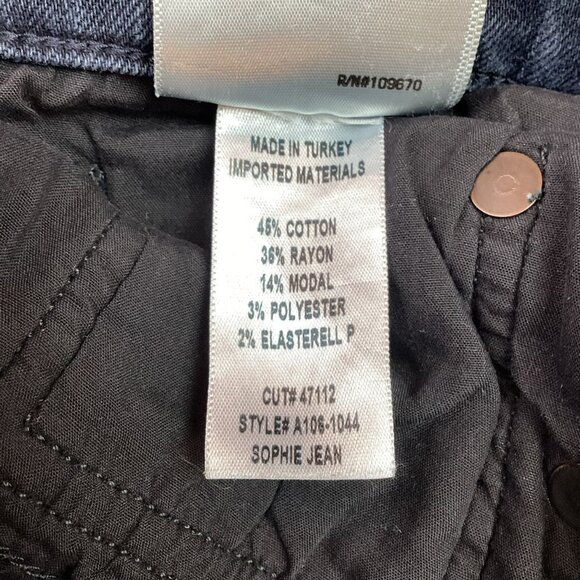 R/N#109670
MADE IN TURKEY
IMPORTED MATERIALS
45% COTTON
36% RAYON
14% MODAL
3% POLYESTER
2% ELASTERELL P
CUT# 47112
STYLE# A106-1044
SOPHIE JEAN